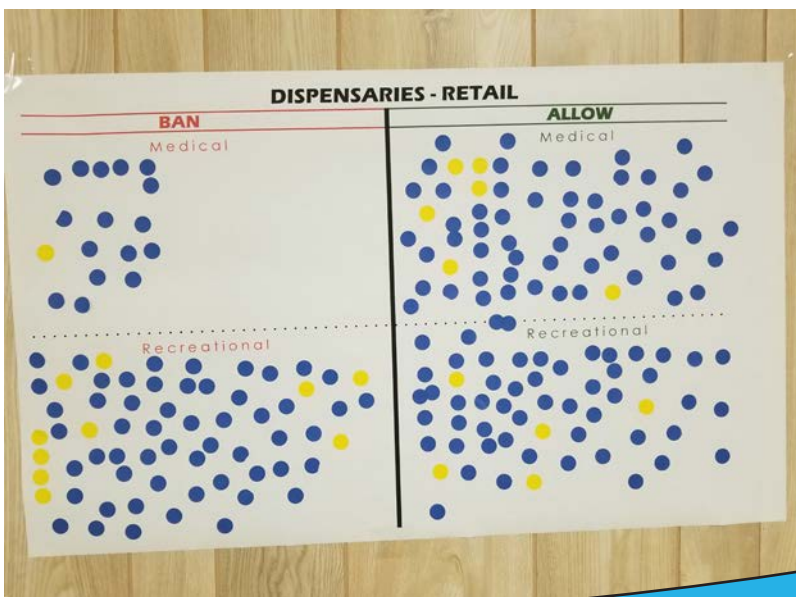 DISPENSARIES - RETAIL
BAN
ALLOW
Medical
Medical
Recreational
Recreational